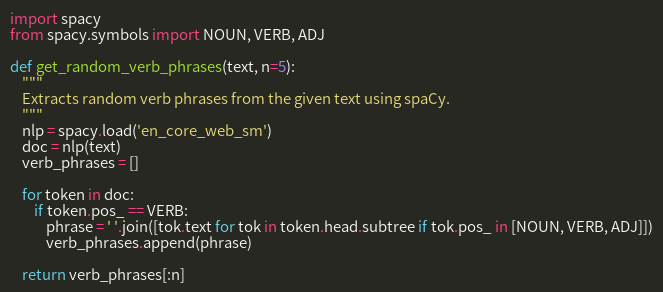 import spacy
from spacy.symbols import NOUN, VERB, ADJ

def get_random_verb_phrases(text, n=5):
    """
    Extracts random verb phrases from the given text using spaCy.
    """
    nlp = spacy.load('en_core_web_sm')
    doc = nlp(text)
    verb_phrases = []

    for token in doc:
        if token.pos_ == VERB:
            phrase = ' '.join([tok.text for tok in token.head.subtree if tok.pos_ in [NOUN, VERB, ADJ]])
            verb_phrases.append(phrase)

    return verb_phrases[:n]